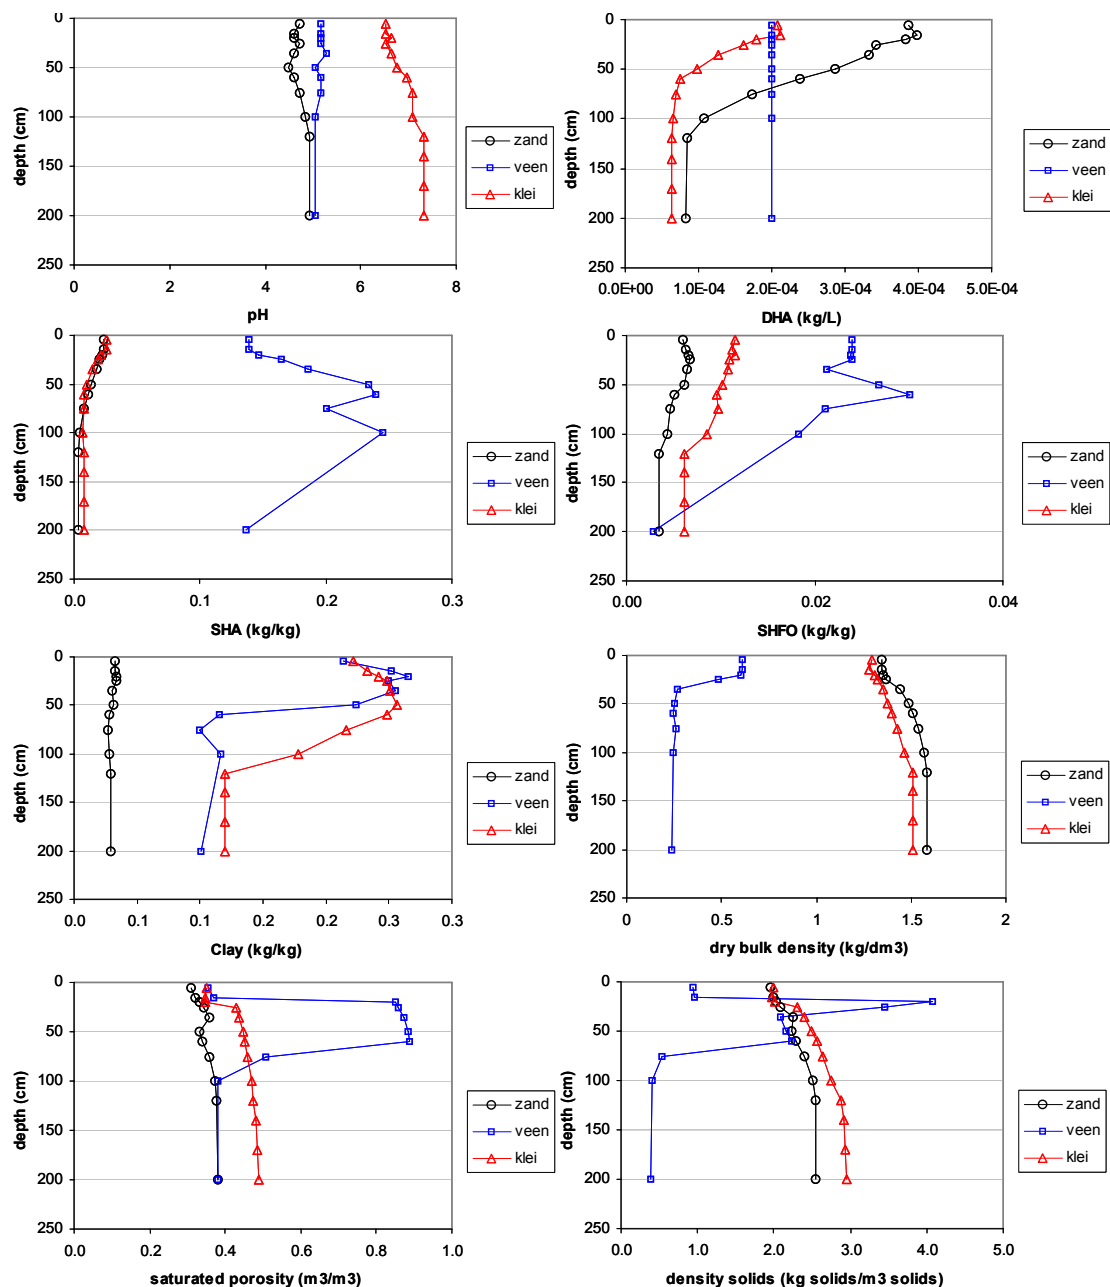 0
50
100
150
200
250
depth (cm)
0
2
4
6
8
pH
zand
veen
klei
0
50
100
150
200
250
depth (cm)
0.0E+00
1.0E-04
2.0E-04
3.0E-04
4.0E-04
5.0E-04
DHA (kg/L)
zand
veen
klei
0
50
100
150
200
250
depth (cm)
0.0
0.1
0.2
0.3
SHA (kg/kg)
zand
veen
klei
0
50
100
150
200
250
depth (cm)
0.00
0.02
0.04
SHFO (kg/kg)
zand
veen
klei
0
50
100
150
200
250
depth (cm)
0.0
0.1
0.1
0.2
0.2
0.3
0.3
Clay (kg/kg)
zand
veen
klei
0
50
100
150
200
250
depth (cm)
0
0.5
1
1.5
2
dry bulk density (kg/dm3)
zand
veen
klei
0
50
100
150
200
250
depth (cm)
0.0
0.2
0.4
0.6
0.8
1.0
saturated porosity (m3/m3)
zand
veen
klei
0
50
100
150
200
250
depth (cm)
0.0
1.0
2.0
3.0
4.0
5.0
density solids (kg solids/m3 solids)
zand
veen
klei